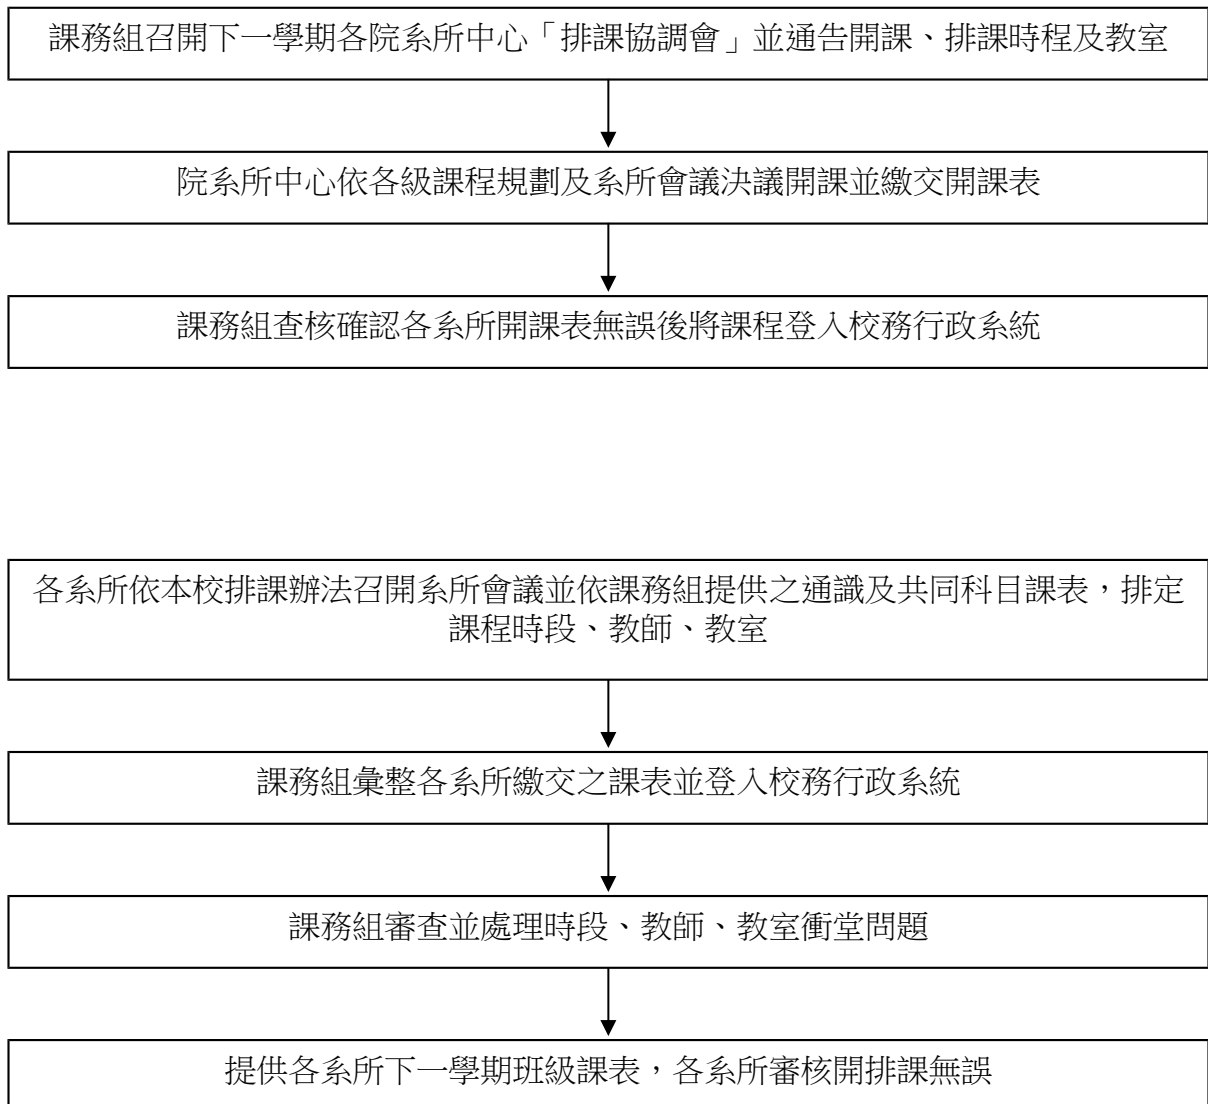 課務組召開下一學期各院系所中心「排課協調會」並通告開課、排課時程及教室
院系所中心依各級課程規劃及系所會議決議開課並繳交開課表
課務組查核確認各系所開課表無誤後將課程登入校務行政系統
各系所依本校排課辦法召開系所會議並依課務組提供之通識及共同科目課表，排定
課程時段、教師、教室
課務組彙整各系所繳交之課表並登入校務行政系統
課務組審查並處理時段、教師、教室衝堂問題
提供各系所下一學期班級課表，各系所審核開排課無誤